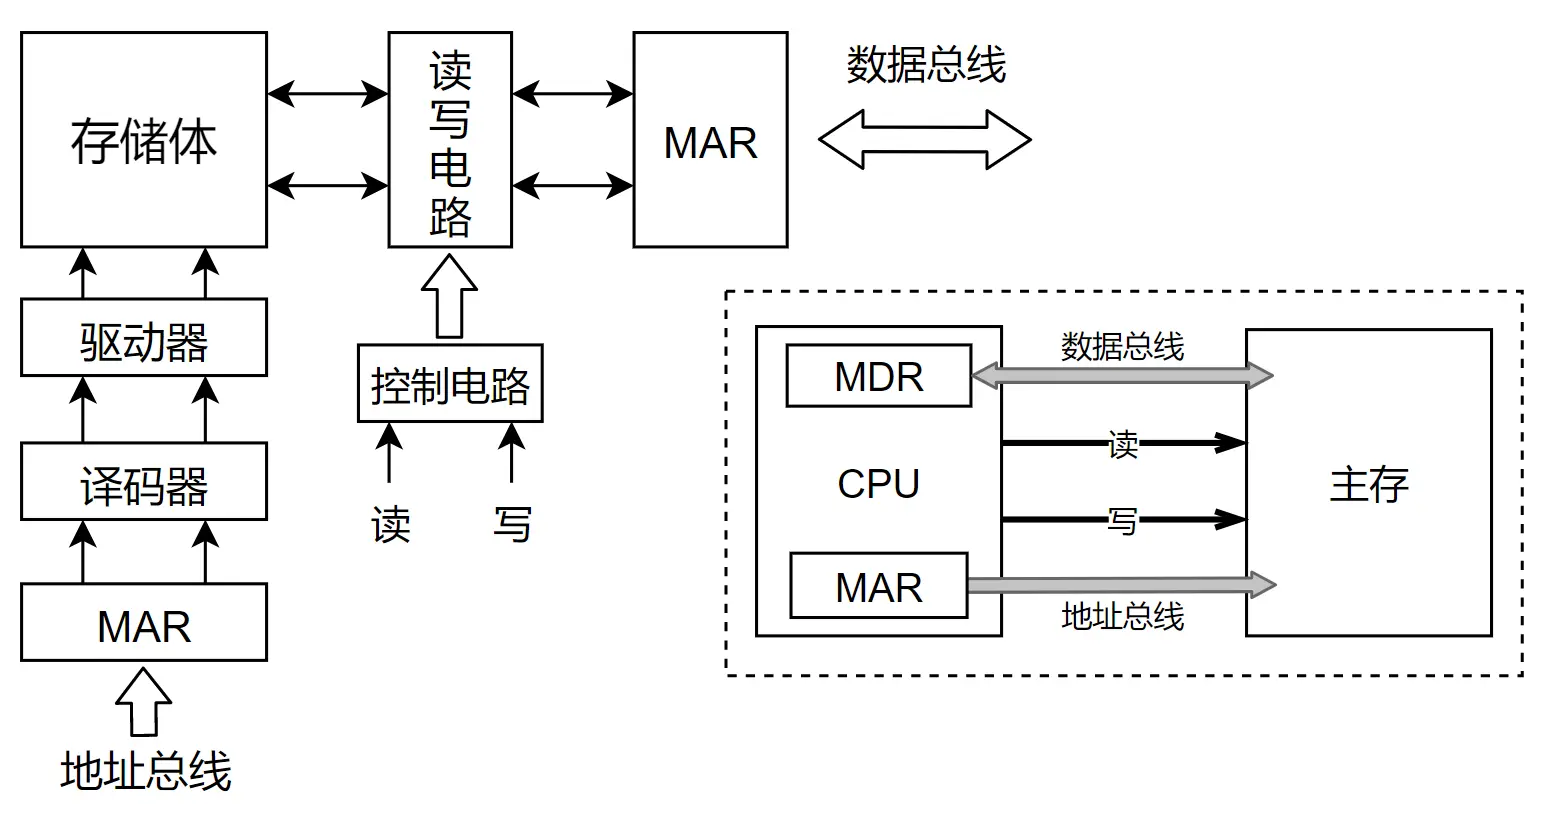 存储体
读
写
电
路
MAR
数据总线
驱动器
控制电路
译码器
读
写
MAR
地址总线
MDR
数据总线
读
CPU
主存
写
MAR
地址总线